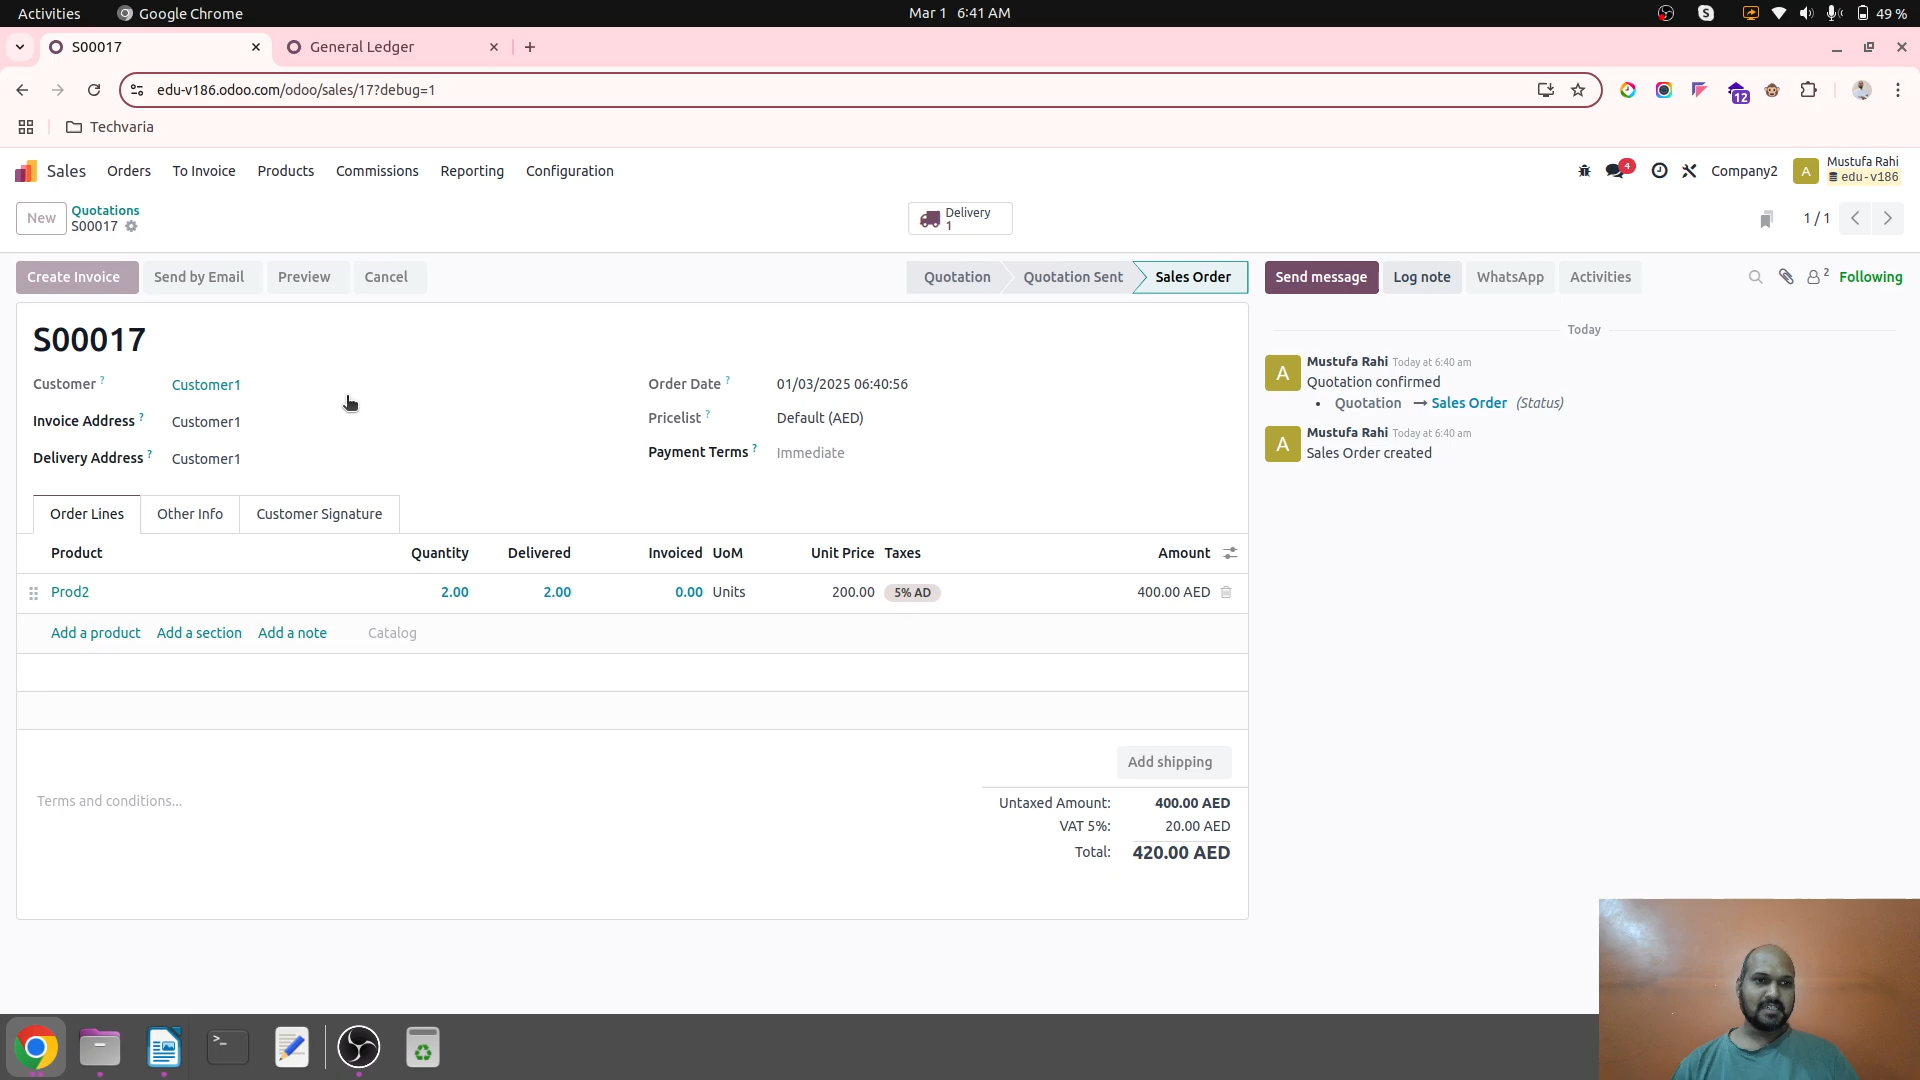 Activities Google Chrome Mar 1 6:41 AM 49 %
S00017 General Ledger
edu-v186.odoo.com/odoo/sales/17?debug=1 12
Techvaria
Sales Orders To Invoice Products Commissions Reporting Configuration 4 Company2 A Mustufa Rahi
edu-v186
New Quotations
S00017
Delivery
1
1 / 1
Create Invoice Send by Email Preview Cancel Quotation Quotation Sent Sales Order Send message Log note WhatsApp Activities 2 Following
S00017
Customer ? Customer1
Invoice Address ? Customer1
Delivery Address ? Customer1
Order Date ? 01/03/2025 06:40:56
Pricelist ? Default (AED)
Payment Terms ? Immediate
Order Lines Other Info Customer Signature
Product Quantity Delivered Invoiced UoM Unit Price Taxes Amount
Prod2 2.00 2.00 0.00 Units 200.00 5% AD 400.00 AED
Add a product Add a section Add a note Catalog
Add shipping
Terms and conditions...
Untaxed Amount: 400.00 AED
VAT 5%: 20.00 AED
Total: 420.00 AED
Today
A Mustufa Rahi Today at 6:40 am
Quotation confirmed
• Quotation → Sales Order (Status)
A Mustufa Rahi Today at 6:40 am
Sales Order created